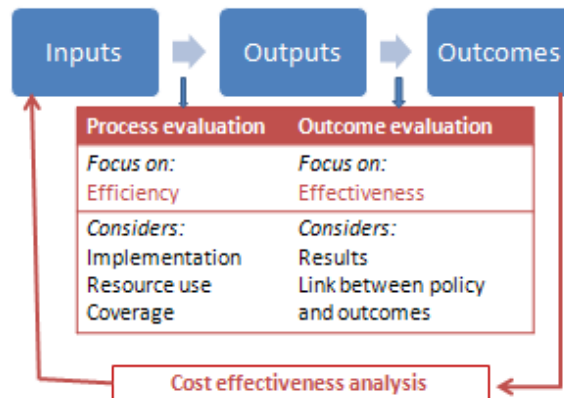 Inputs
Outputs
Outcomes
Process evaluation
Outcome evaluation
Focus on:
Efficiency
Focus on:
Effectiveness
Considers:
Implementation
Resource use
Coverage
Considers:
Results
Link between policy
and outcomes
Cost effectiveness analysis